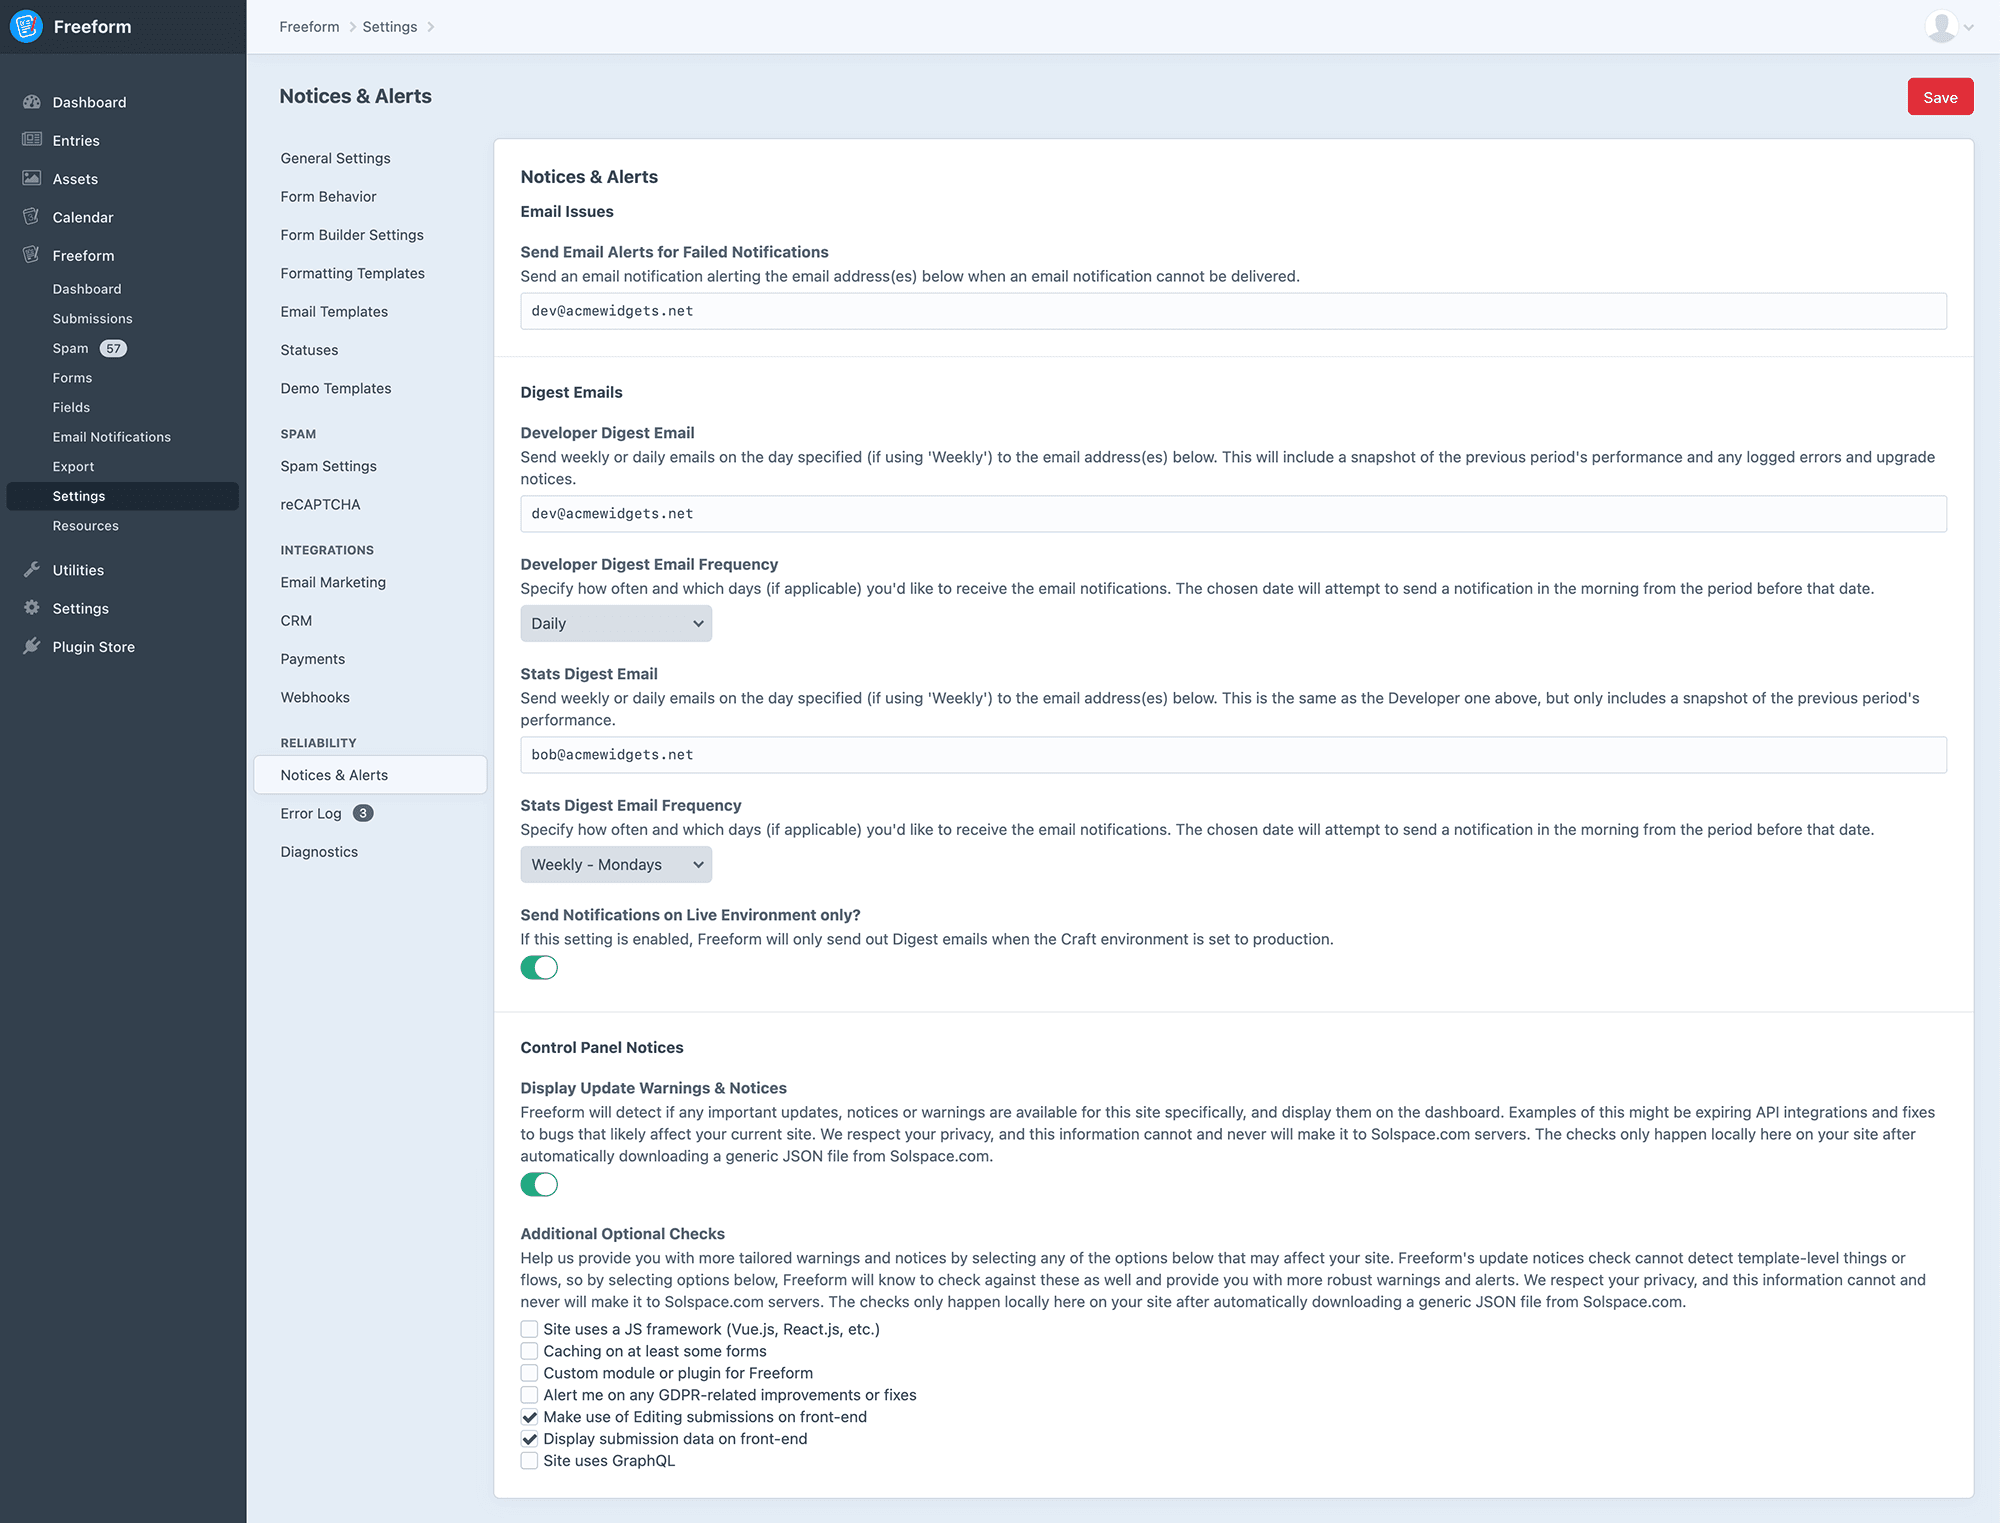 Freeform
Freeform
Settings
Dashboard
Entries
Assets
Calendar
Freeform
Dashboard
Submissions
Spam 57
Forms
Fields
Email Notifications
Export
Settings
Resources
Utilities
Settings
Plugin Store
Notices & Alerts
Save
General Settings
Form Behavior
Form Builder Settings
Formatting Templates
Email Templates
Statuses
Demo Templates
SPAM
Spam Settings
reCAPTCHA
INTEGRATIONS
Email Marketing
CRM
Payments
Webhooks
RELIABILITY
Notices & Alerts
Error Log 3
Diagnostics
Notices & Alerts
Email Issues
Send Email Alerts for Failed Notifications
Send an email notification alerting the email address(es) below when an email notification cannot be delivered.
dev@acmewidgets.net
Digest Emails
Developer Digest Email
Send weekly or daily emails on the day specified (if using 'Weekly') to the email address(es) below. This will include a snapshot of the previous period's performance and any logged errors and upgrade
notices.
dev@acmewidgets.net
Developer Digest Email Frequency
Specify how often and which days (if applicable) you'd like to receive the email notifications. The chosen date will attempt to send a notification in the morning from the period before that date.
Daily
Stats Digest Email
Send weekly or daily emails on the day specified (if using 'Weekly') to the email address(es) below. This is the same as the Developer one above, but only includes a snapshot of the previous period's
performance.
bob@acmewidgets.net
Stats Digest Email Frequency
Specify how often and which days (if applicable) you'd like to receive the email notifications. The chosen date will attempt to send a notification in the morning from the period before that date.
Weekly - Mondays
Send Notifications on Live Environment only?
If this setting is enabled, Freeform will only send out Digest emails when the Craft environment is set to production.
Control Panel Notices
Display Update Warnings & Notices
Freeform will detect if any important updates, notices or warnings are available for this site specifically, and display them on the dashboard. Examples of this might be expiring API integrations and fixes
to bugs that likely affect your current site. We respect your privacy, and this information cannot and never will make it to Solspace.com servers. The checks only happen locally here on your site after
automatically downloading a generic JSON file from Solspace.com.
Additional Optional Checks
Help us provide you with more tailored warnings and notices by selecting any of the options below that may affect your site. Freeform's update notices check cannot detect template-level things or
flows, so by selecting options below, Freeform will know to check against these as well and provide you with more robust warnings and alerts. We respect your privacy, and this information cannot and
never will make it to Solspace.com servers. The checks only happen locally here on your site after automatically downloading a generic JSON file from Solspace.com.
Site uses a JS framework (Vue.js, React.js, etc.)
Caching on at least some forms
Custom module or plugin for Freeform
Alert me on any GDPR-related improvements or fixes
Make use of Editing submissions on front-end
Display submission data on front-end
Site uses GraphQL